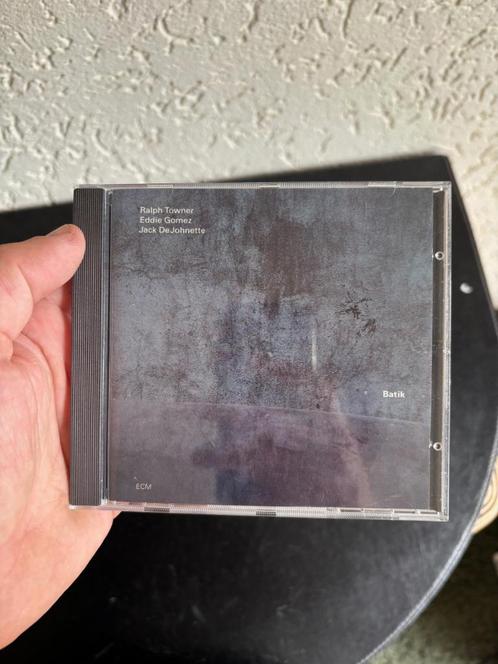 Ralph Towner
Eddie Gomez
Jack DeJohnette
Batik
ECM